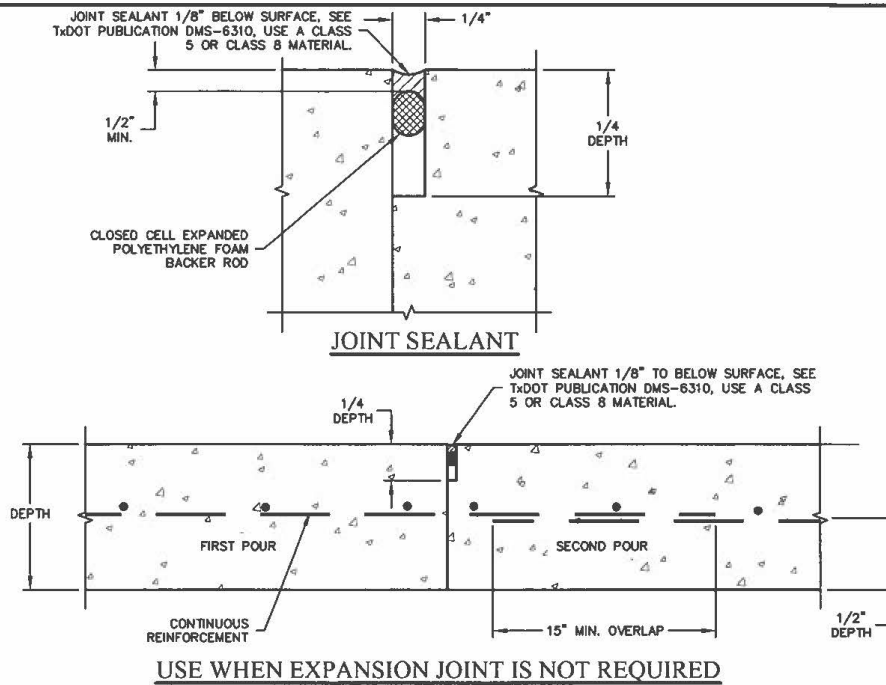 JOINT SEALANT 1/8" BELOW SURFACE, SEE
TxDOT PUBLICATION DMS-6310, USE A CLASS
5 OR CLASS 8 MATERIAL.
1/4"
1/2"
MIN.
1/4
DEPTH
CLOSED CELL EXPANDED
POLYETHYLENE FOAM
BACKER ROD
JOINT SEALANT
JOINT SEALANT 1/8" TO BELOW SURFACE, SEE
TxDOT PUBLICATION DMS-6310, USE A CLASS
5 OR CLASS 8 MATERIAL.
1/4
DEPTH
DEPTH
FIRST POUR
SECOND POUR
CONTINUOUS
REINFORCEMENT
15" MIN. OVERLAP
1/2"
DEPTH
USE WHEN EXPANSION JOINT IS NOT REQUIRED